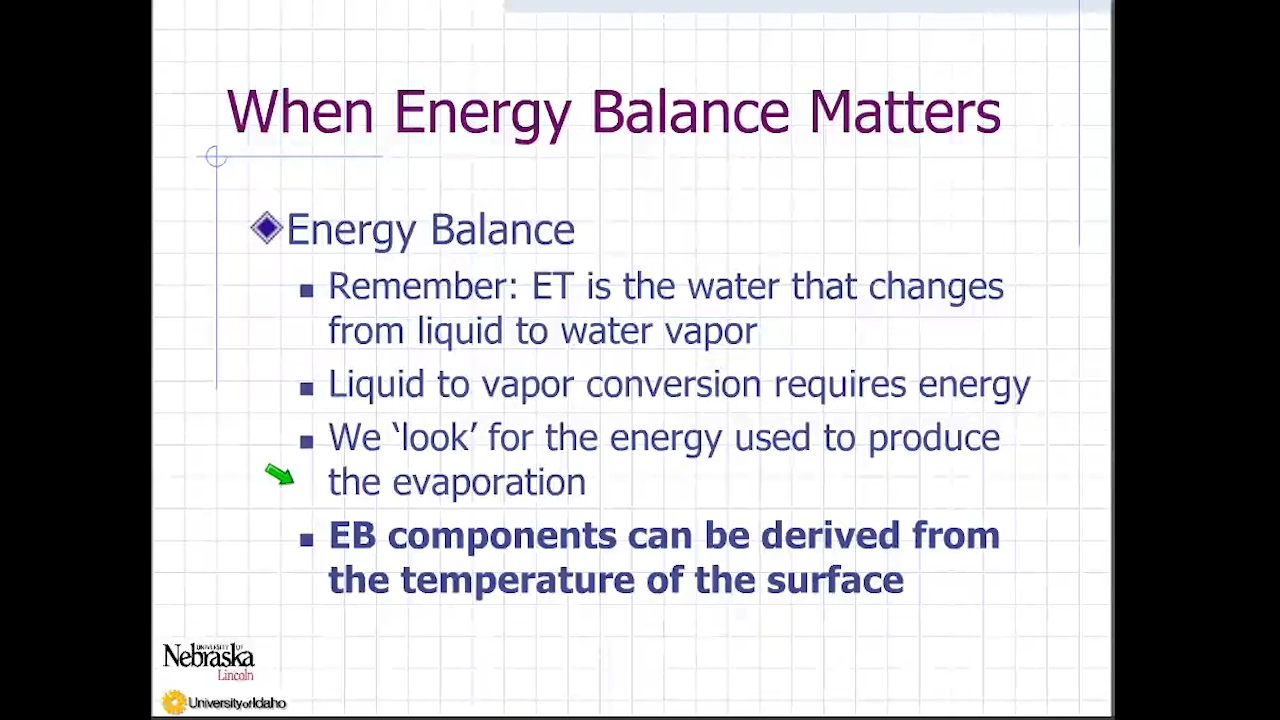 When Energy Balance Matters
Energy Balance
Remember: ET is the water that changes
from liquid to water vapor
Liquid to vapor conversion requires energy
We ‘look’ for the energy used to produce
the evaporation
EB components can be derived from
the temperature of the surface
UNIVERSITY OF
Nebraska
Lincoln
University of Idaho